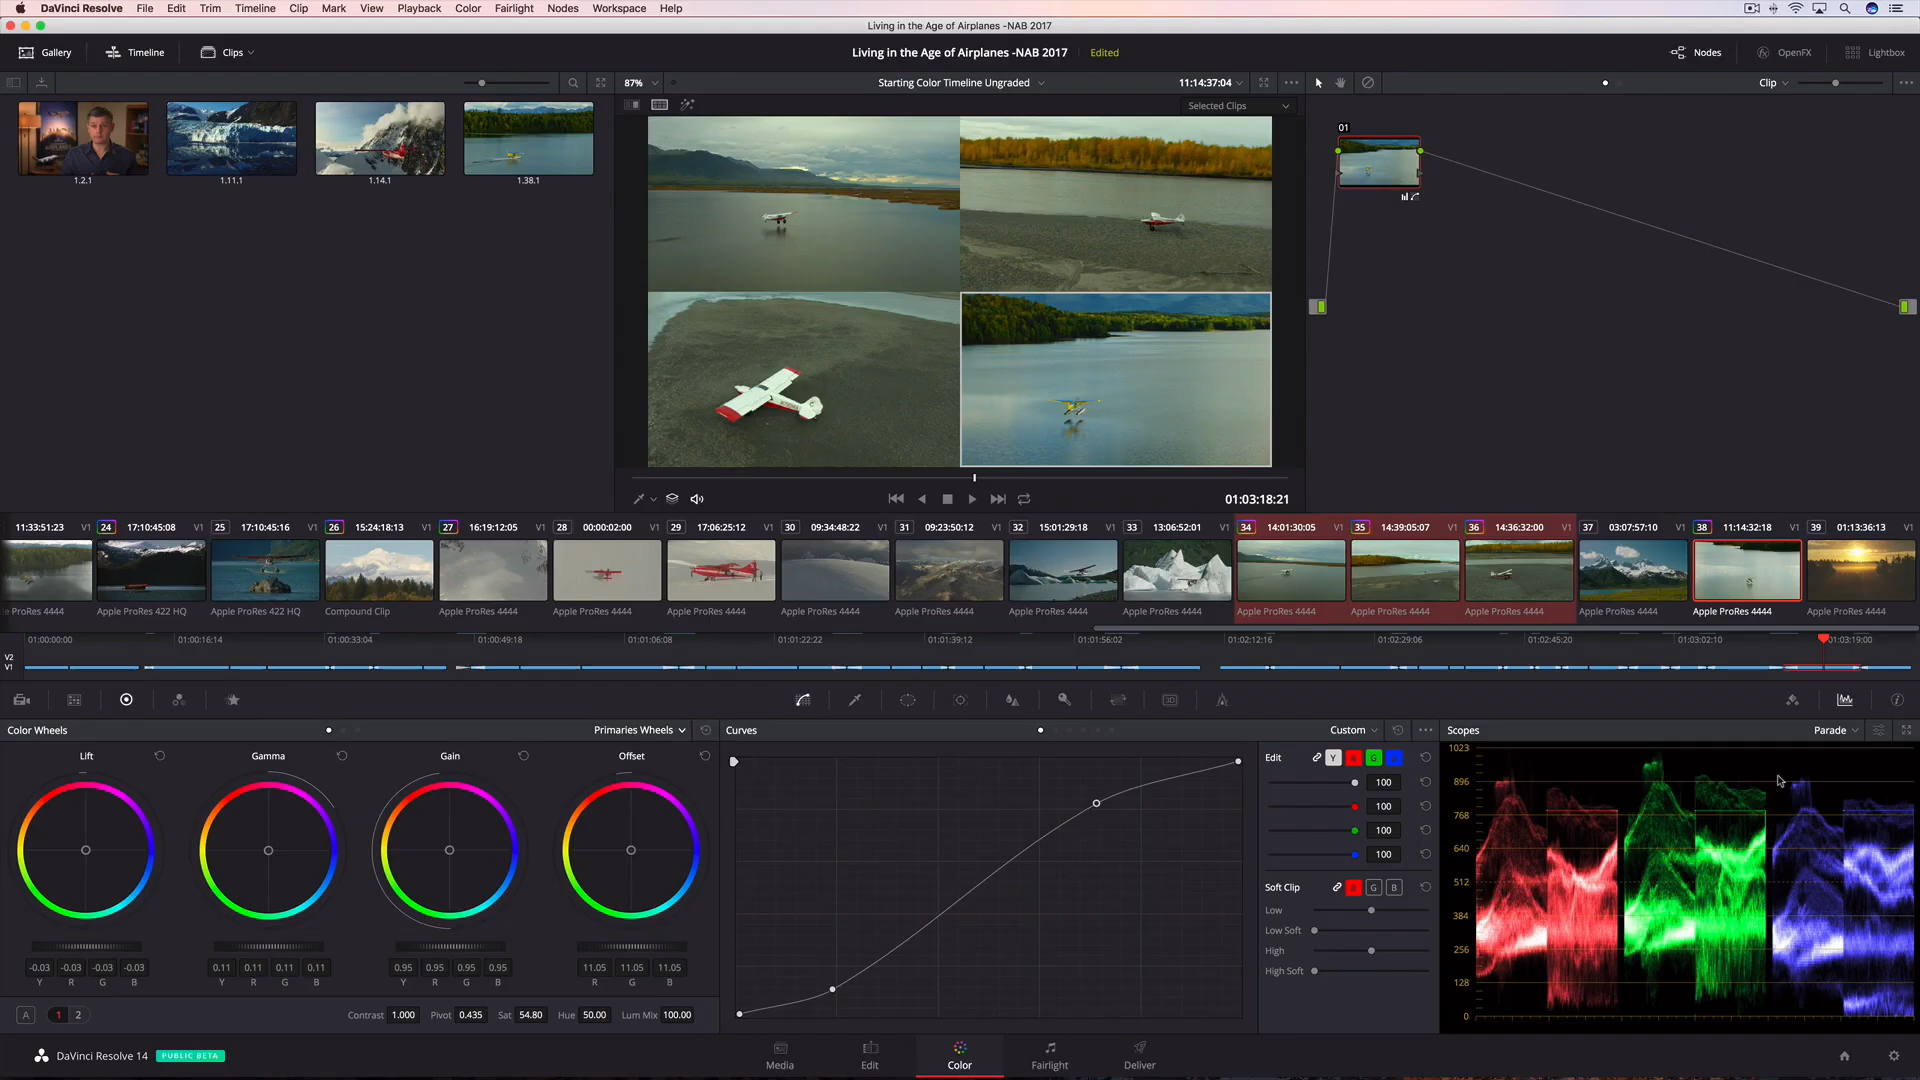 DaVinci Resolve File Edit Trim Timeline Clip Mark View Playback Color Fairlight Nodes Workspace Help
Living in the Age of Airplanes -NAB 2017
Gallery Timeline Clips Living in the Age of Airplanes -NAB 2017 Edited Nodes OpenFX Lightbox
87% Starting Color Timeline Ungraded 11:14:37:04 Clip
Selected Clips
01
1.2.1 1.11.1 1.14.1 1.38.1
01:03:18:21
11:33:51:23 V1 24 17:10:45:08 V1 25 17:10:45:16 V1 26 15:24:18:13 V1 27 16:19:12:05 V1 28 00:00:02:00 V1 29 17:06:25:12 V1 30 09:34:48:22 V1 31 09:23:50:12 V1 32 15:01:29:18 V1 33 13:06:52:01 V1 34 14:01:30:05 V1 35 14:39:05:07 V1 36 14:36:32:00 V1 37 03:07:57:10 V1 38 11:14:32:18 V1 39 01:13:36:13 V1
le ProRes 4444 Apple ProRes 422 HQ Apple ProRes 422 HQ Compound Clip Apple ProRes 4444 Apple ProRes 4444 Apple ProRes 4444 Apple ProRes 4444 Apple ProRes 4444 Apple ProRes 4444 Apple ProRes 4444 Apple ProRes 4444 Apple ProRes 4444 Apple ProRes 4444 Apple ProRes 4444 Apple ProRes 4444 Apple ProRes 4444
01:00:00:00 01:00:16:14 01:00:33:04 01:00:49:18 01:01:06:08 01:01:22:22 01:01:39:12 01:01:56:02 01:02:12:16 01:02:29:06 01:02:45:20 01:03:02:10 01:03:19:00
V2
V1
Color Wheels Primaries Wheels
Lift Gamma Gain Offset
-0.03 -0.03 -0.03 -0.03 0.11 0.11 0.11 0.11 0.95 0.95 0.95 0.95 11.05 11.05 11.05
Y R G B Y R G B Y R G B R G B
A 1 2 Contrast 1.000 Pivot 0.435 Sat 54.80 Hue 50.00 Lum Mix 100.00
Curves Custom
Edit Y R G B
100
100
100
100
Soft Clip R G B
Low
Low Soft
High
High Soft
Scopes Parade
1023
896
768
640
512
384
256
128
0
DaVinci Resolve 14 PUBLIC BETA
Media Edit Color Fairlight Deliver